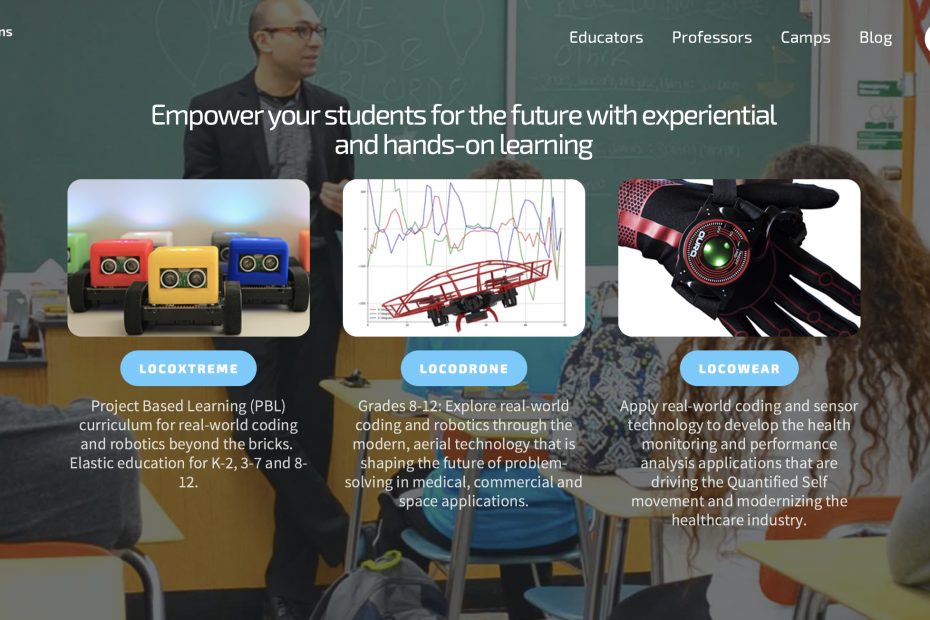 ns
Educators
Professors
Camps
Blog
Empower your students for the future with experiential
and hands-on learning
LOCOXTREME
Project Based Learning (PBL)
curriculum for real-world coding
and robotics beyond the bricks.
Elastic education for K-2, 3-7 and 8-
12.
LOCODRONE
Grades 8-12: Explore real-world
coding and robotics through the
modern, aerial technology that is
shaping the future of problem-
solving in medical, commercial and
space applications.
LOCOWEAR
Apply real-world coding and sensor
technology to develop the health
monitoring and performance
analysis applications that are
driving the Quantified Self
movement and modernizing the
healthcare industry.